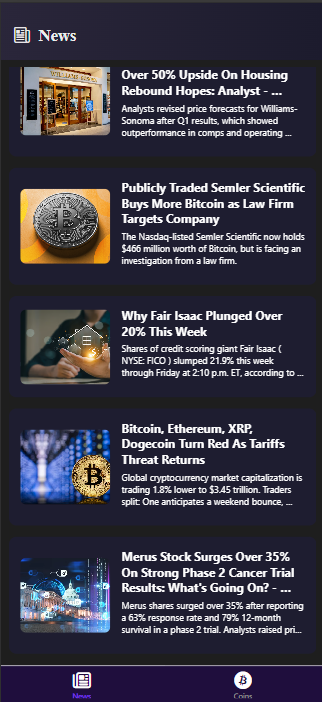 News
WILLIAMS-SONOMA
Over 50% Upside On Housing
Rebound Hopes: Analyst - ...
Analysts revised price forecasts for Williams-
Sonoma after Q1 results, which showed
outperformance in comps and operating ...
Publicly Traded Semler Scientific
Buys More Bitcoin as Law Firm
Targets Company
The Nasdaq-listed Semler Scientific now holds
$466 million worth of Bitcoin, but is facing an
investigation from a law firm.
Why Fair Isaac Plunged Over
20% This Week
Shares of credit scoring giant Fair Isaac (
NYSE: FICO ) slumped 21.9% this week
through Friday at 2:10 p.m. ET, according to ...
Bitcoin, Ethereum, XRP,
Dogecoin Turn Red As Tariffs
Threat Returns
Global cryptocurrency market capitalization is
trading 1.8% lower to $3.45 trillion. Traders
split: One anticipates a weekend bounce, ...
Merus Stock Surges Over 35%
On Strong Phase 2 Cancer Trial
Results: What's Going On? - ...
Merus shares surged over 35% after reporting
a 63% response rate and 79% 12-month
survival in a phase 2 trial. Analysts raised pri...
News
Coins